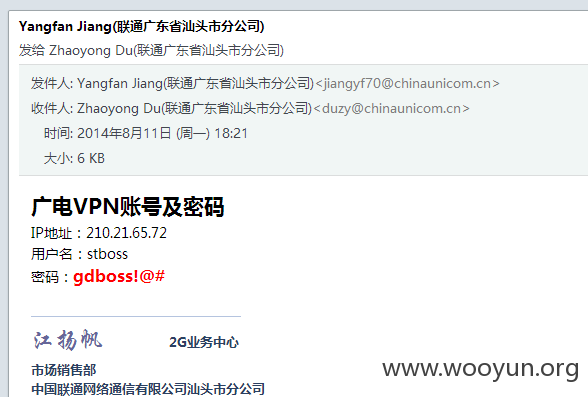 Yangfan Jiang(联通广东省汕头市分公司)
发给 Zhaoyong Du(联通广东省汕头市分公司)
发件人: Yangfan Jiang(联通广东省汕头市分公司)<jiangyf70@chinaunicom.cn>
收件人: Zhaoyong Du(联通广东省汕头市分公司)<duzy@chinaunicom.cn>
时间: 2014年8月11日 (周一) 18:21
大小: 6 KB
广电VPN账号及密码
IP地址：210.21.65.72
用户名：stboss
密码：gdboss!@#
江扬帆 2G业务中心
市场销售部
www.wooyun.org
中国联通网络通信有限公司汕头市分公司